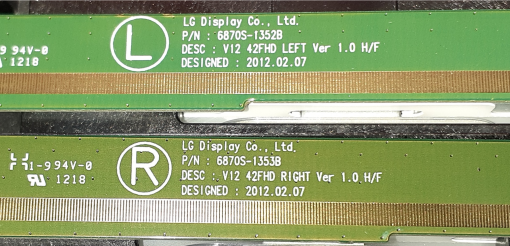 LG Display Co., Ltd.
P/N : 6870S-1352B
DESC : V12 42FHD LEFT Ver 1.0 H/F
DESIGNED : 2012.02.07
L
94V-0
1218
LG Display Co., Ltd.
P/N : 6870S-1353B
DESC : V12 42FHD RIGHT Ver 1.0 H/F
DESIGNED : 2012.02.07
R
1-9 94V-0
1218